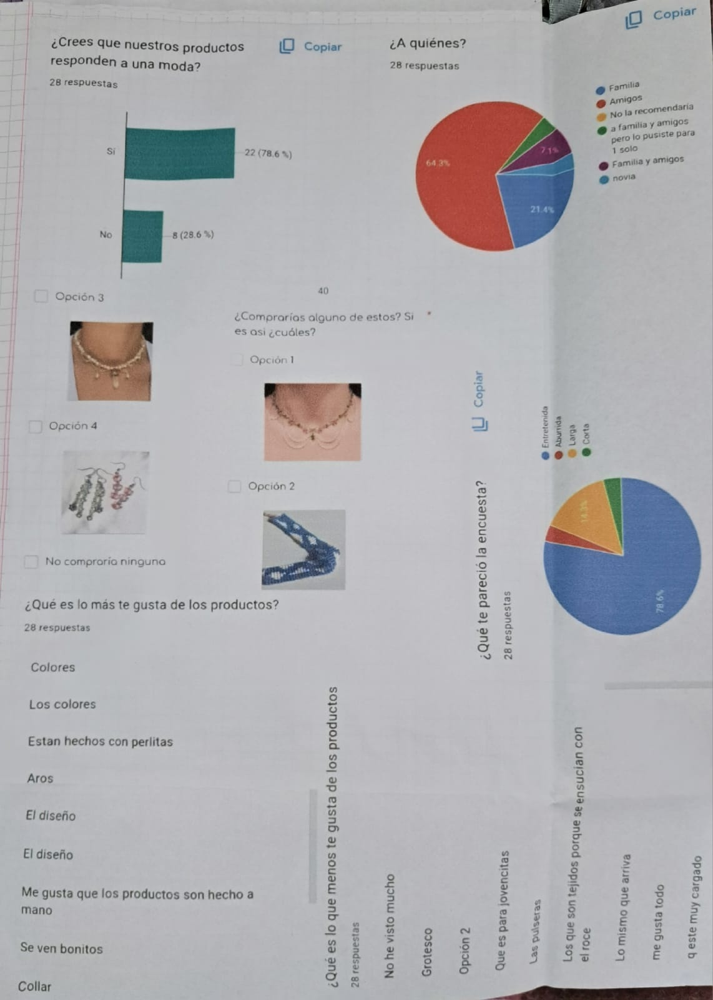 ¿Crees que nuestros productos
responden a una moda?
Copiar
28 respuestas
Sí
22 (78.6 %)
No
8 (28.6 %)
¿A quiénes?
28 respuestas
Copiar
Familia
Amigos
No la recomendaría
a familia y amigos
pero lo pusiste para
1 solo
Familia y amigos
novia
64.3%
7.1%
21.4%
40
Opción 3
Opción 4
No compraría ninguna
¿Comprarías alguno de estos? Si *
es asi ¿cuáles?
Opción 1
Opción 2
¿Qué te pareció la encuesta?
Copiar
28 respuestas
Entretenida
Aburrida
Larga
Corta
14.3%
78.6%
¿Qué es lo más te gusta de los productos?
28 respuestas
Colores
Los colores
Estan hechos con perlitas
Aros
El diseño
El diseño
Me gusta que los productos son hecho a
mano
Se ven bonitos
Collar
¿Qué es lo que menos te gusta de los productos
28 respuestas
No he visto mucho
Grotesco
Opción 2
Que es para jovencitas
Las pulseras
Los que son tejidos porque se ensucian con
el roce
Lo mismo que arriva
me gusta todo
q este muy cargado